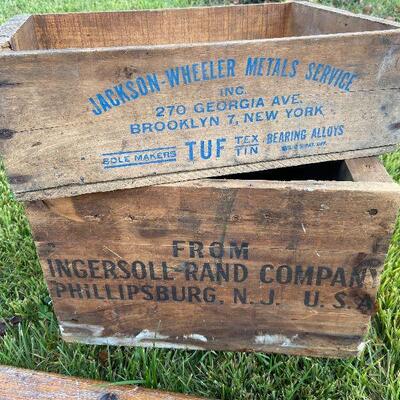 JACKSON-WHEELER METALS SERVICE
INC.
270 GEORGIA AVE.
BROOKLYN 7, NEW YORK
SOLE MAKERS TUF TEX TIN BEARING ALLOYS
FROM
INGERSOLL-RAND COMPANY
PHILLIPSBURG, N.J. U.S.A